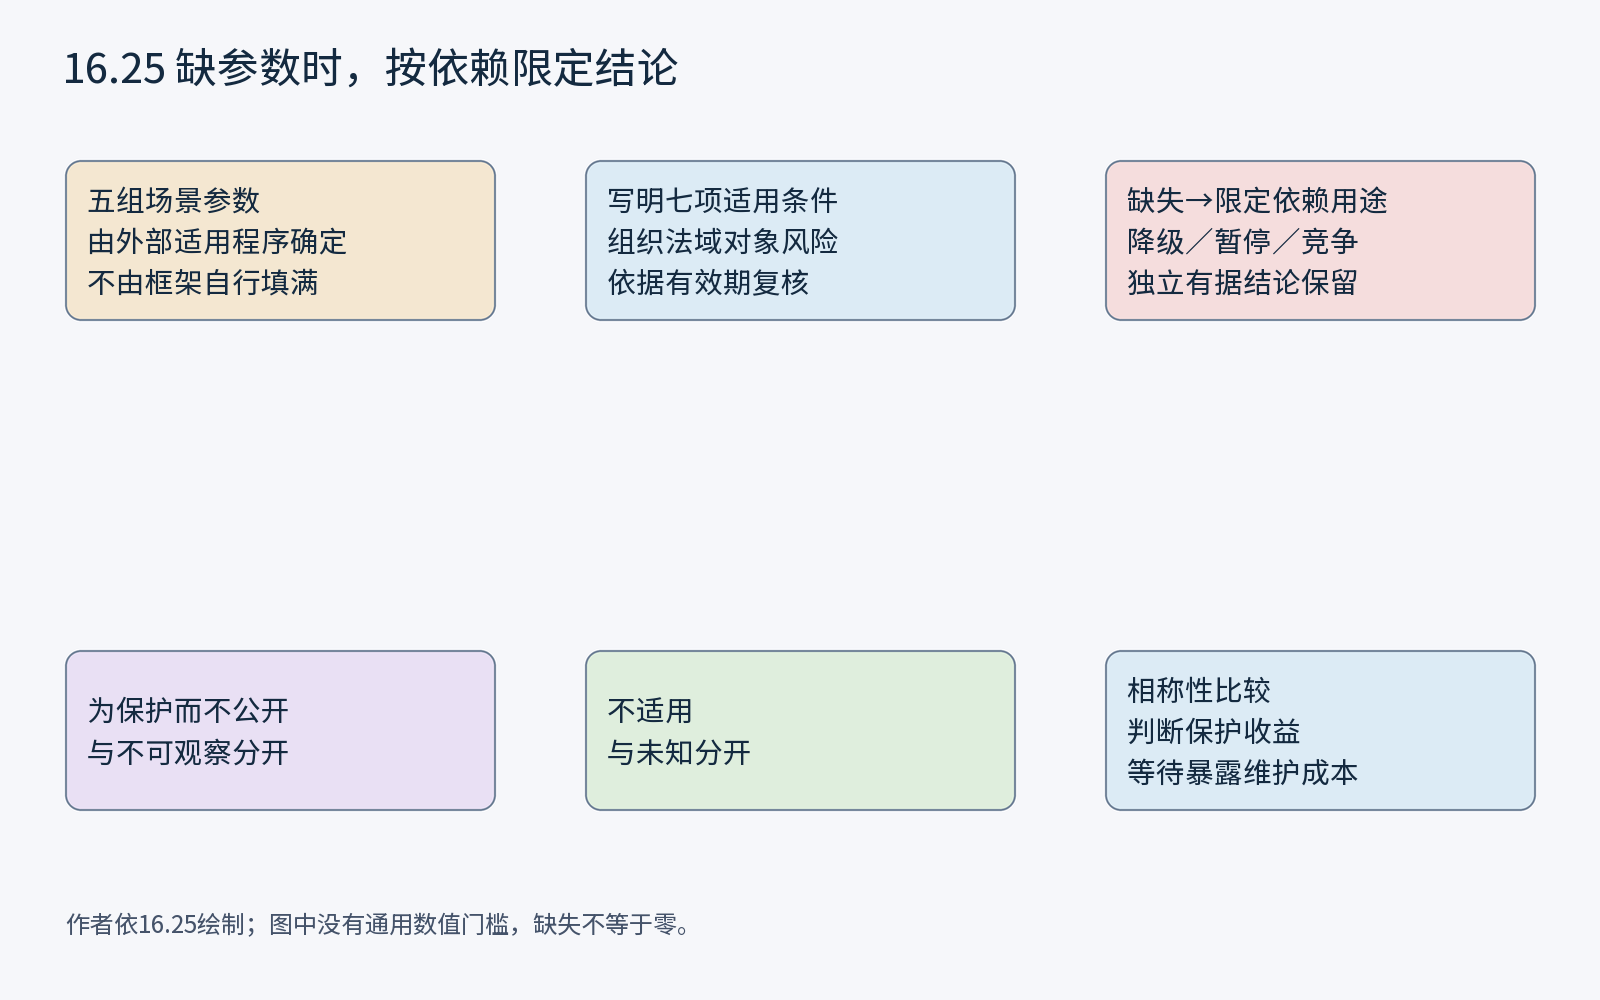 16.25 缺参数时，按依赖限定结论
五组场景参数
由外部适用程序确定
不由框架自行填满
写明七项适用条件
组织法域对象风险
依据有效期复核
缺失→限定依赖用途
降级／暂停／竞争
独立有据结论保留
为保护而不公开
与不可观察分开
不适用
与未知分开
相称性比较
判断保护收益
等待暴露维护成本
作者依16.25绘制；图中没有通用数值门槛，缺失不等于零。